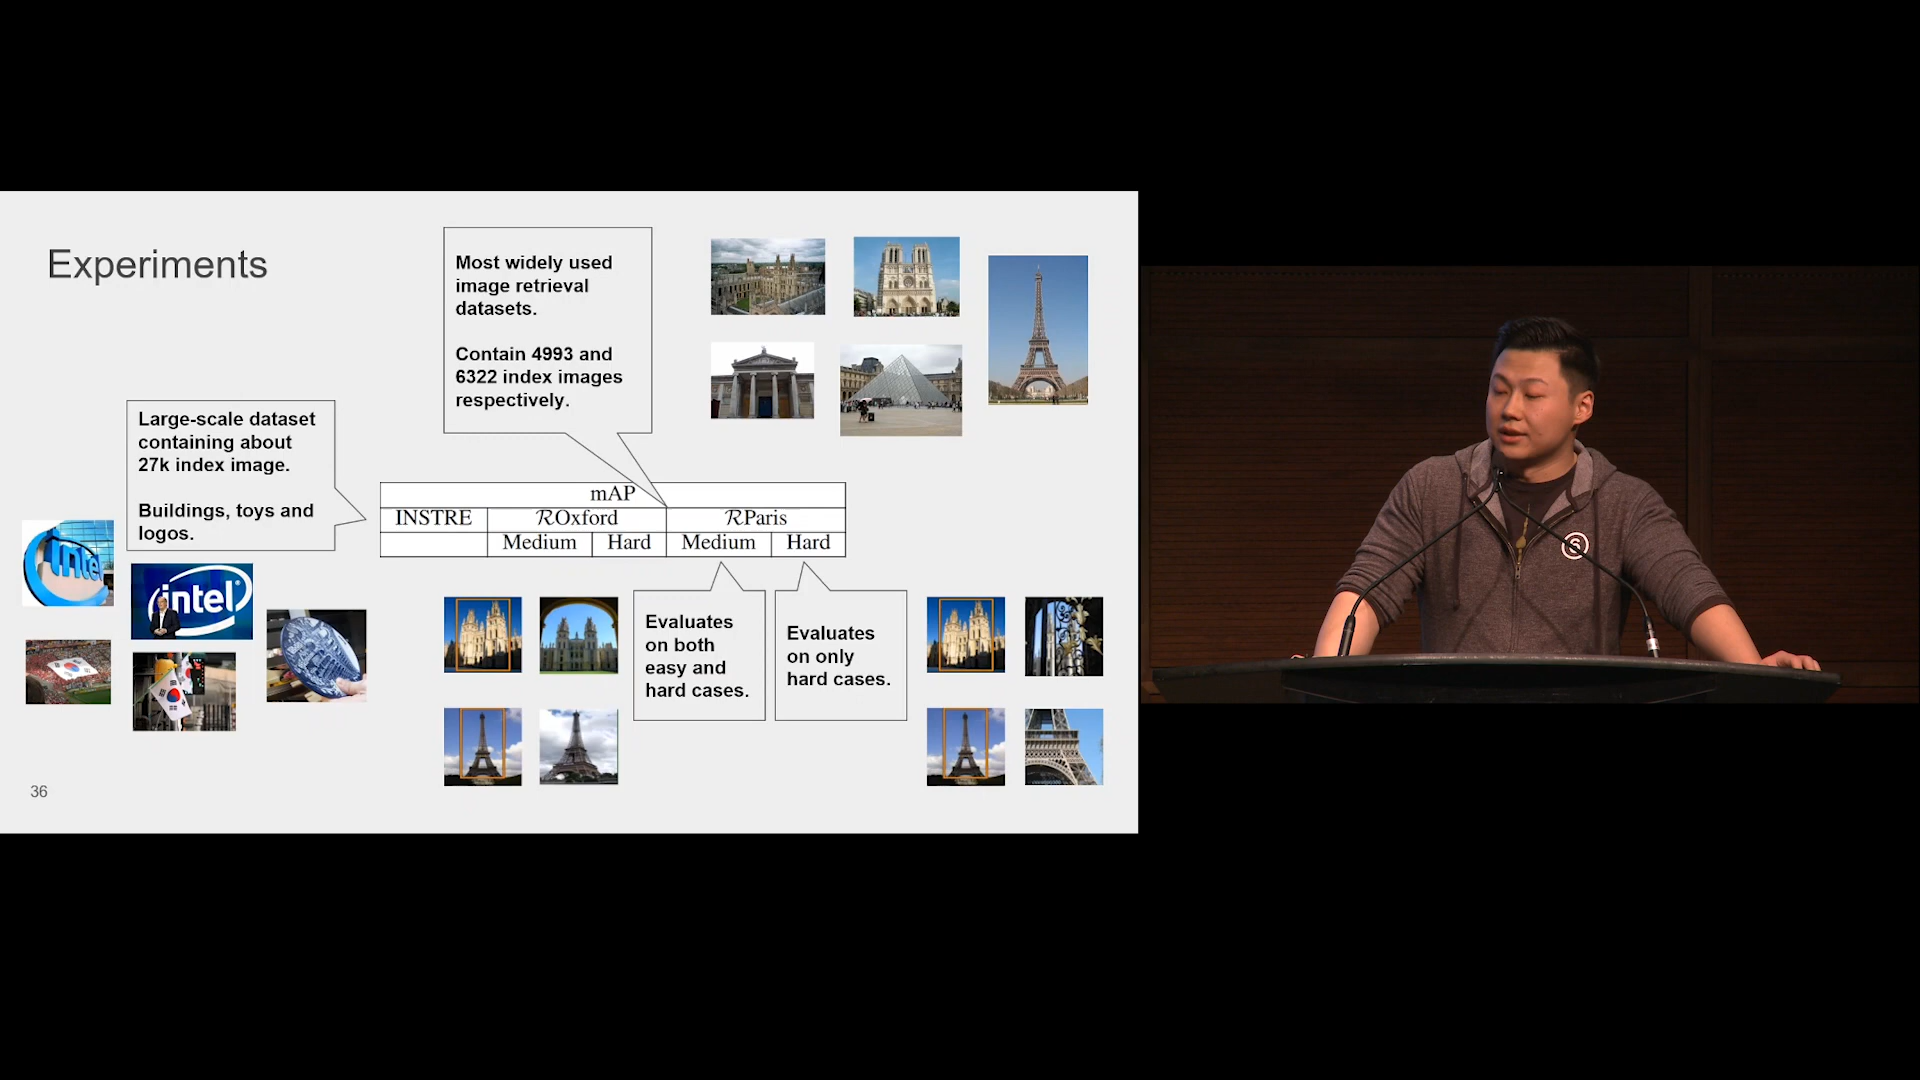 Experiments
Most widely used
image retrieval
datasets.
Contain 4993 and
6322 index images
respectively.
Large-scale dataset
containing about
27k index image.
Buildings, toys and
logos.
mAP
INSTRE ROxford RParis
Medium Hard Medium Hard
intel
intel
Evaluates
on both
easy and
hard cases.
Evaluates
on only
hard cases.
36